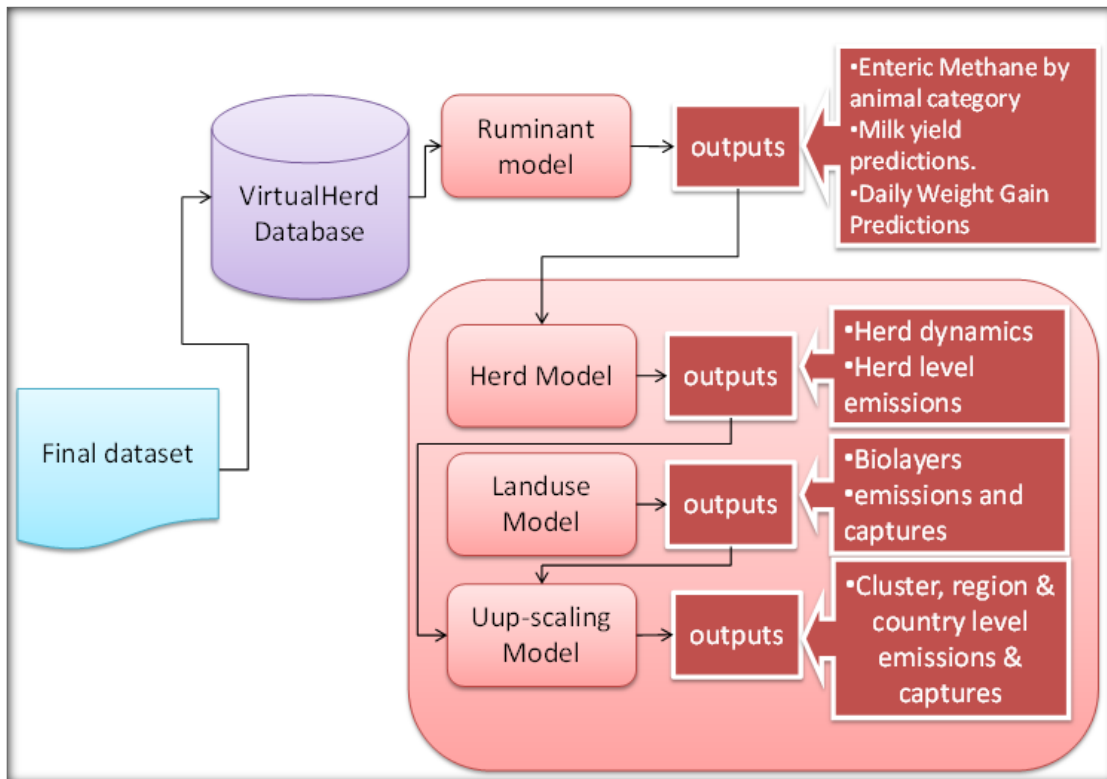 •Enteric Methane by
animal category
•Milk yield
predictions.
•Daily Weight Gain
Predictions
Ruminant
model
outputs
VirtualHerd
Database
Final dataset
Herd Model
outputs
•Herd dynamics
•Herd level
emissions
Landuse
Model
outputs
•Biolayers
•emissions and
captures
Uup-scaling
Model
outputs
•Cluster, region &
country level
emissions &
captures